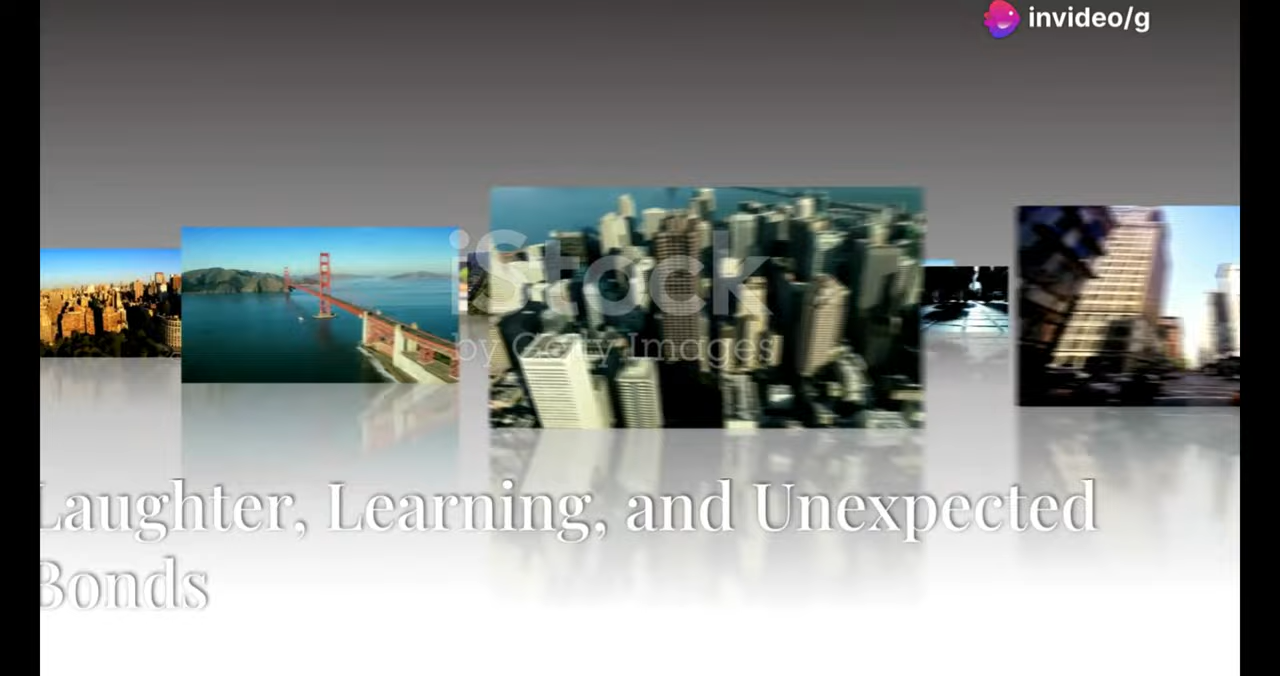 invideo/g
iStock
by Getty Images
Laughter, Learning, and Unexpected
Bonds